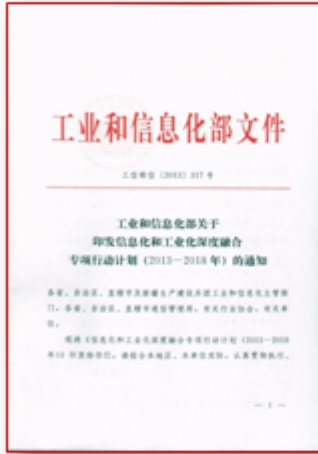 工业和信息化部文件
工信部信〔2013〕317号
工业和信息化部关于
印发信息化和工业化深度融合
专项行动计划（2013－2018年）的通知
各省、自治区、直辖市及新疆生产建设兵团工业和信息化主管部
门，各省、自治区、直辖市通信管理局，有关行业协会，有关单
位：
现将《信息化和工业化深度融合专项行动计划（2013－2018
年）》印发给你们，请结合本地区、本单位实际，认真贯彻执行。
— 1 —